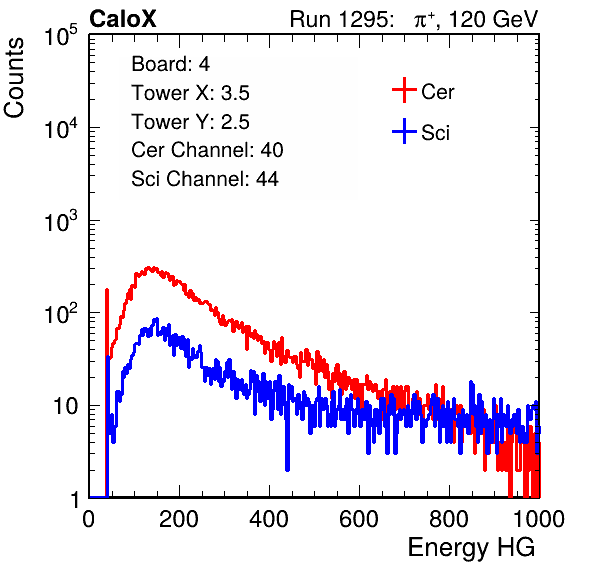 CaloX Run 1295: π⁺, 120 GeV
Counts
10⁵
10⁴
10³
10²
10
1
Board: 4
Tower X: 3.5
Tower Y: 2.5
Cer Channel: 40
Sci Channel: 44
Cer
Sci
0 200 400 600 800 1000
Energy HG